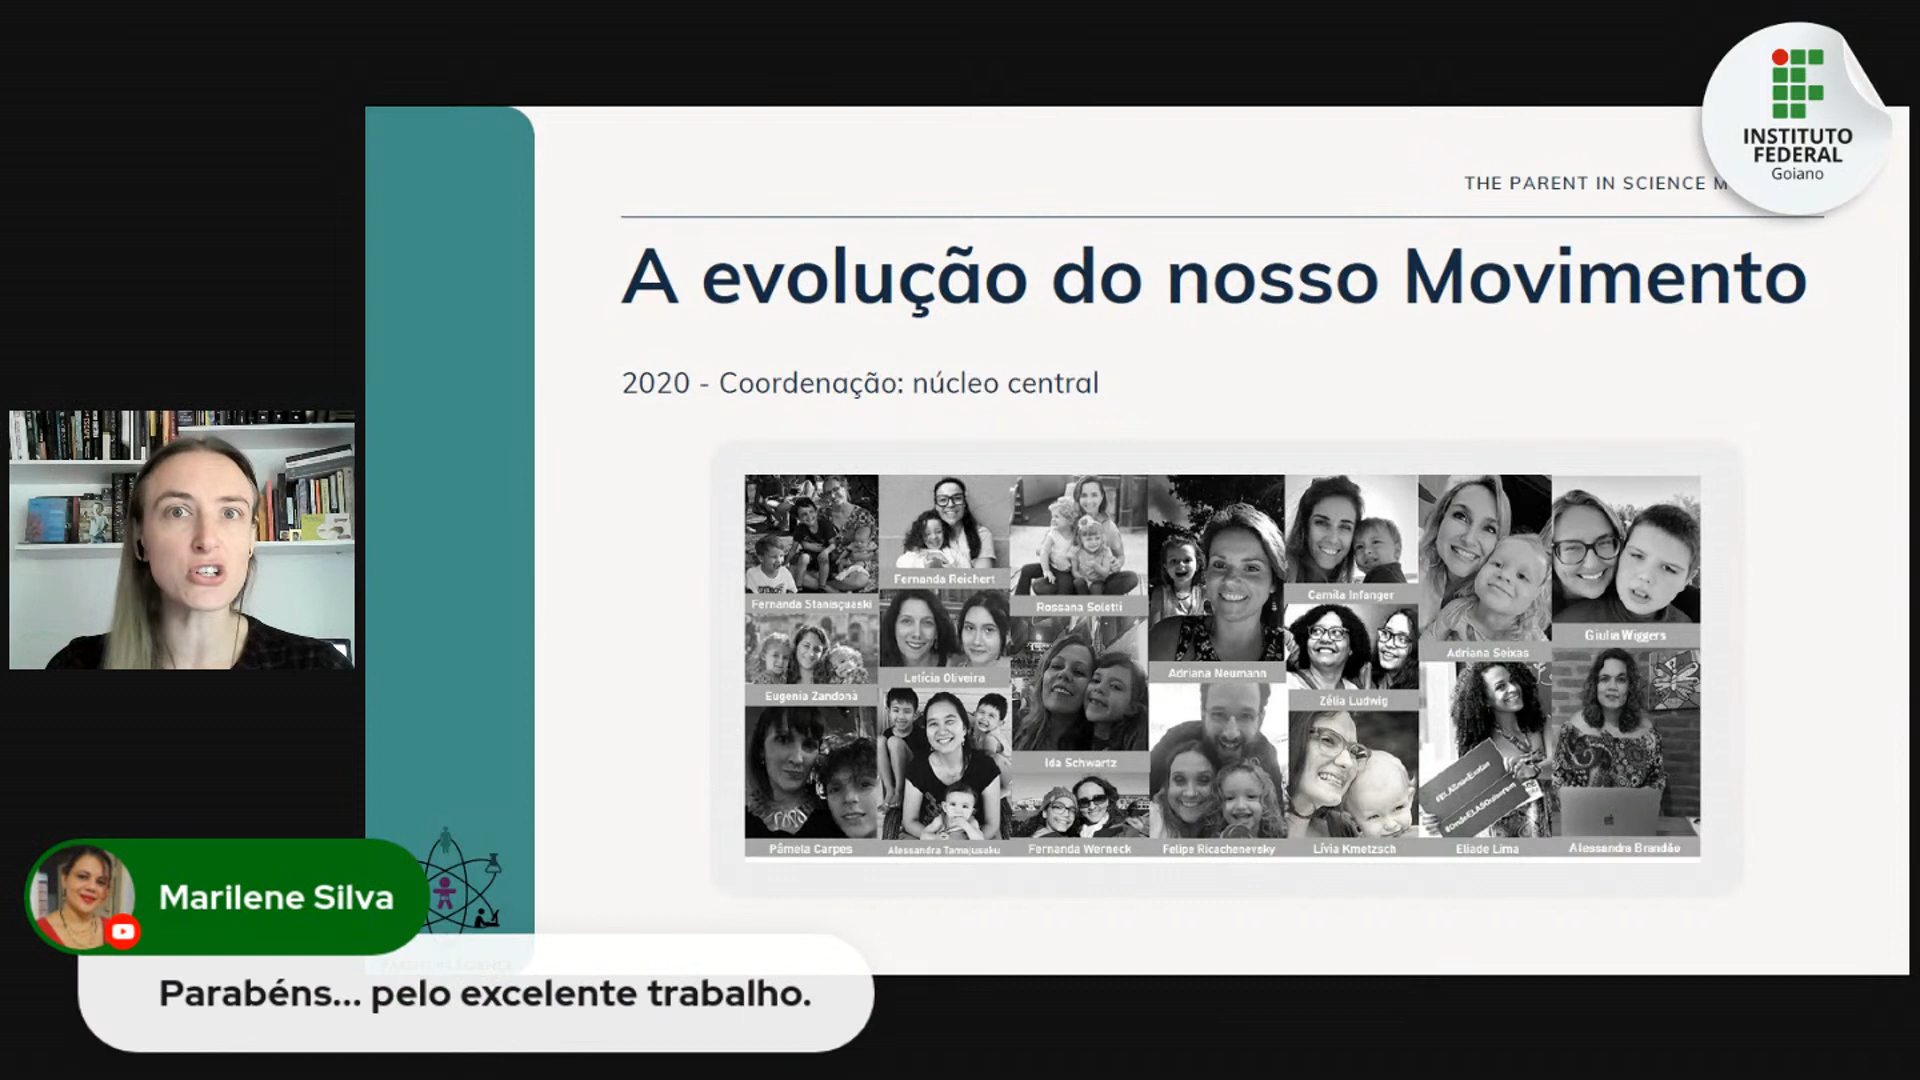 INSTITUTO
FEDERAL
Goiano
THE PARENT IN SCIENCE M
A evolução do nosso Movimento
2020 - Coordenação: núcleo central
Fernanda Staniscuaski
Fernanda Reichert
Rossana Soletti
Adriana Neumann
Camila Infanger
Adriana Seixas
Giulia Wiggers
Eugenia Zandonà
Letícia Oliveira
Ida Schwartz
Zélia Ludwig
Pâmela Carpes
Alessandra Tamajusuku
Fernanda Werneck
Felipe Ricachenevsky
Lívia Kmetzsch
Eliade Lima
Alessandra Brandão
Marilene Silva
Parabéns... pelo excelente trabalho.